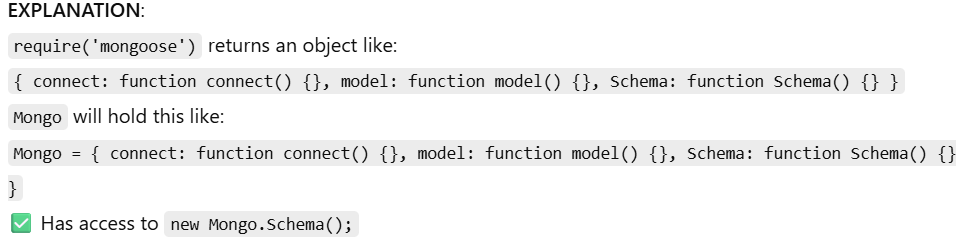 EXPLANATION:
require('mongoose') returns an object like:
{ connect: function connect() {}, model: function model() {}, Schema: function Schema() {} }
Mongo will hold this like:
Mongo = { connect: function connect() {}, model: function model() {}, Schema: function Schema() {}
}
✅ Has access to new Mongo.Schema();